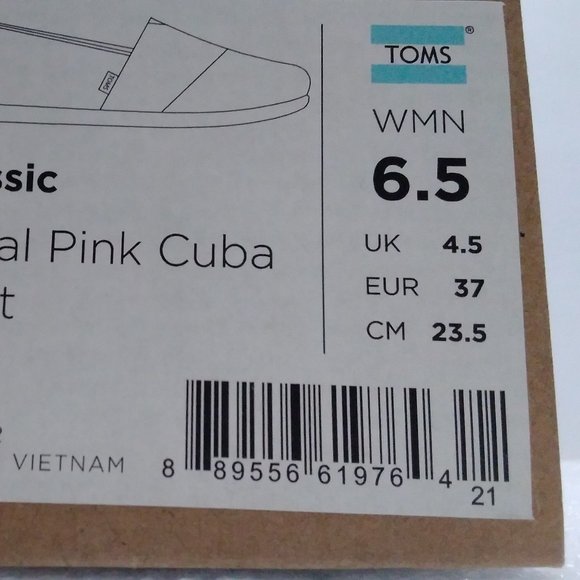 TOMS
TOMS®
WMN
6.5
UK 4.5
EUR 37
CM 23.5
ssic
al Pink Cuba
t
VIETNAM
8 89556 61976 4 21